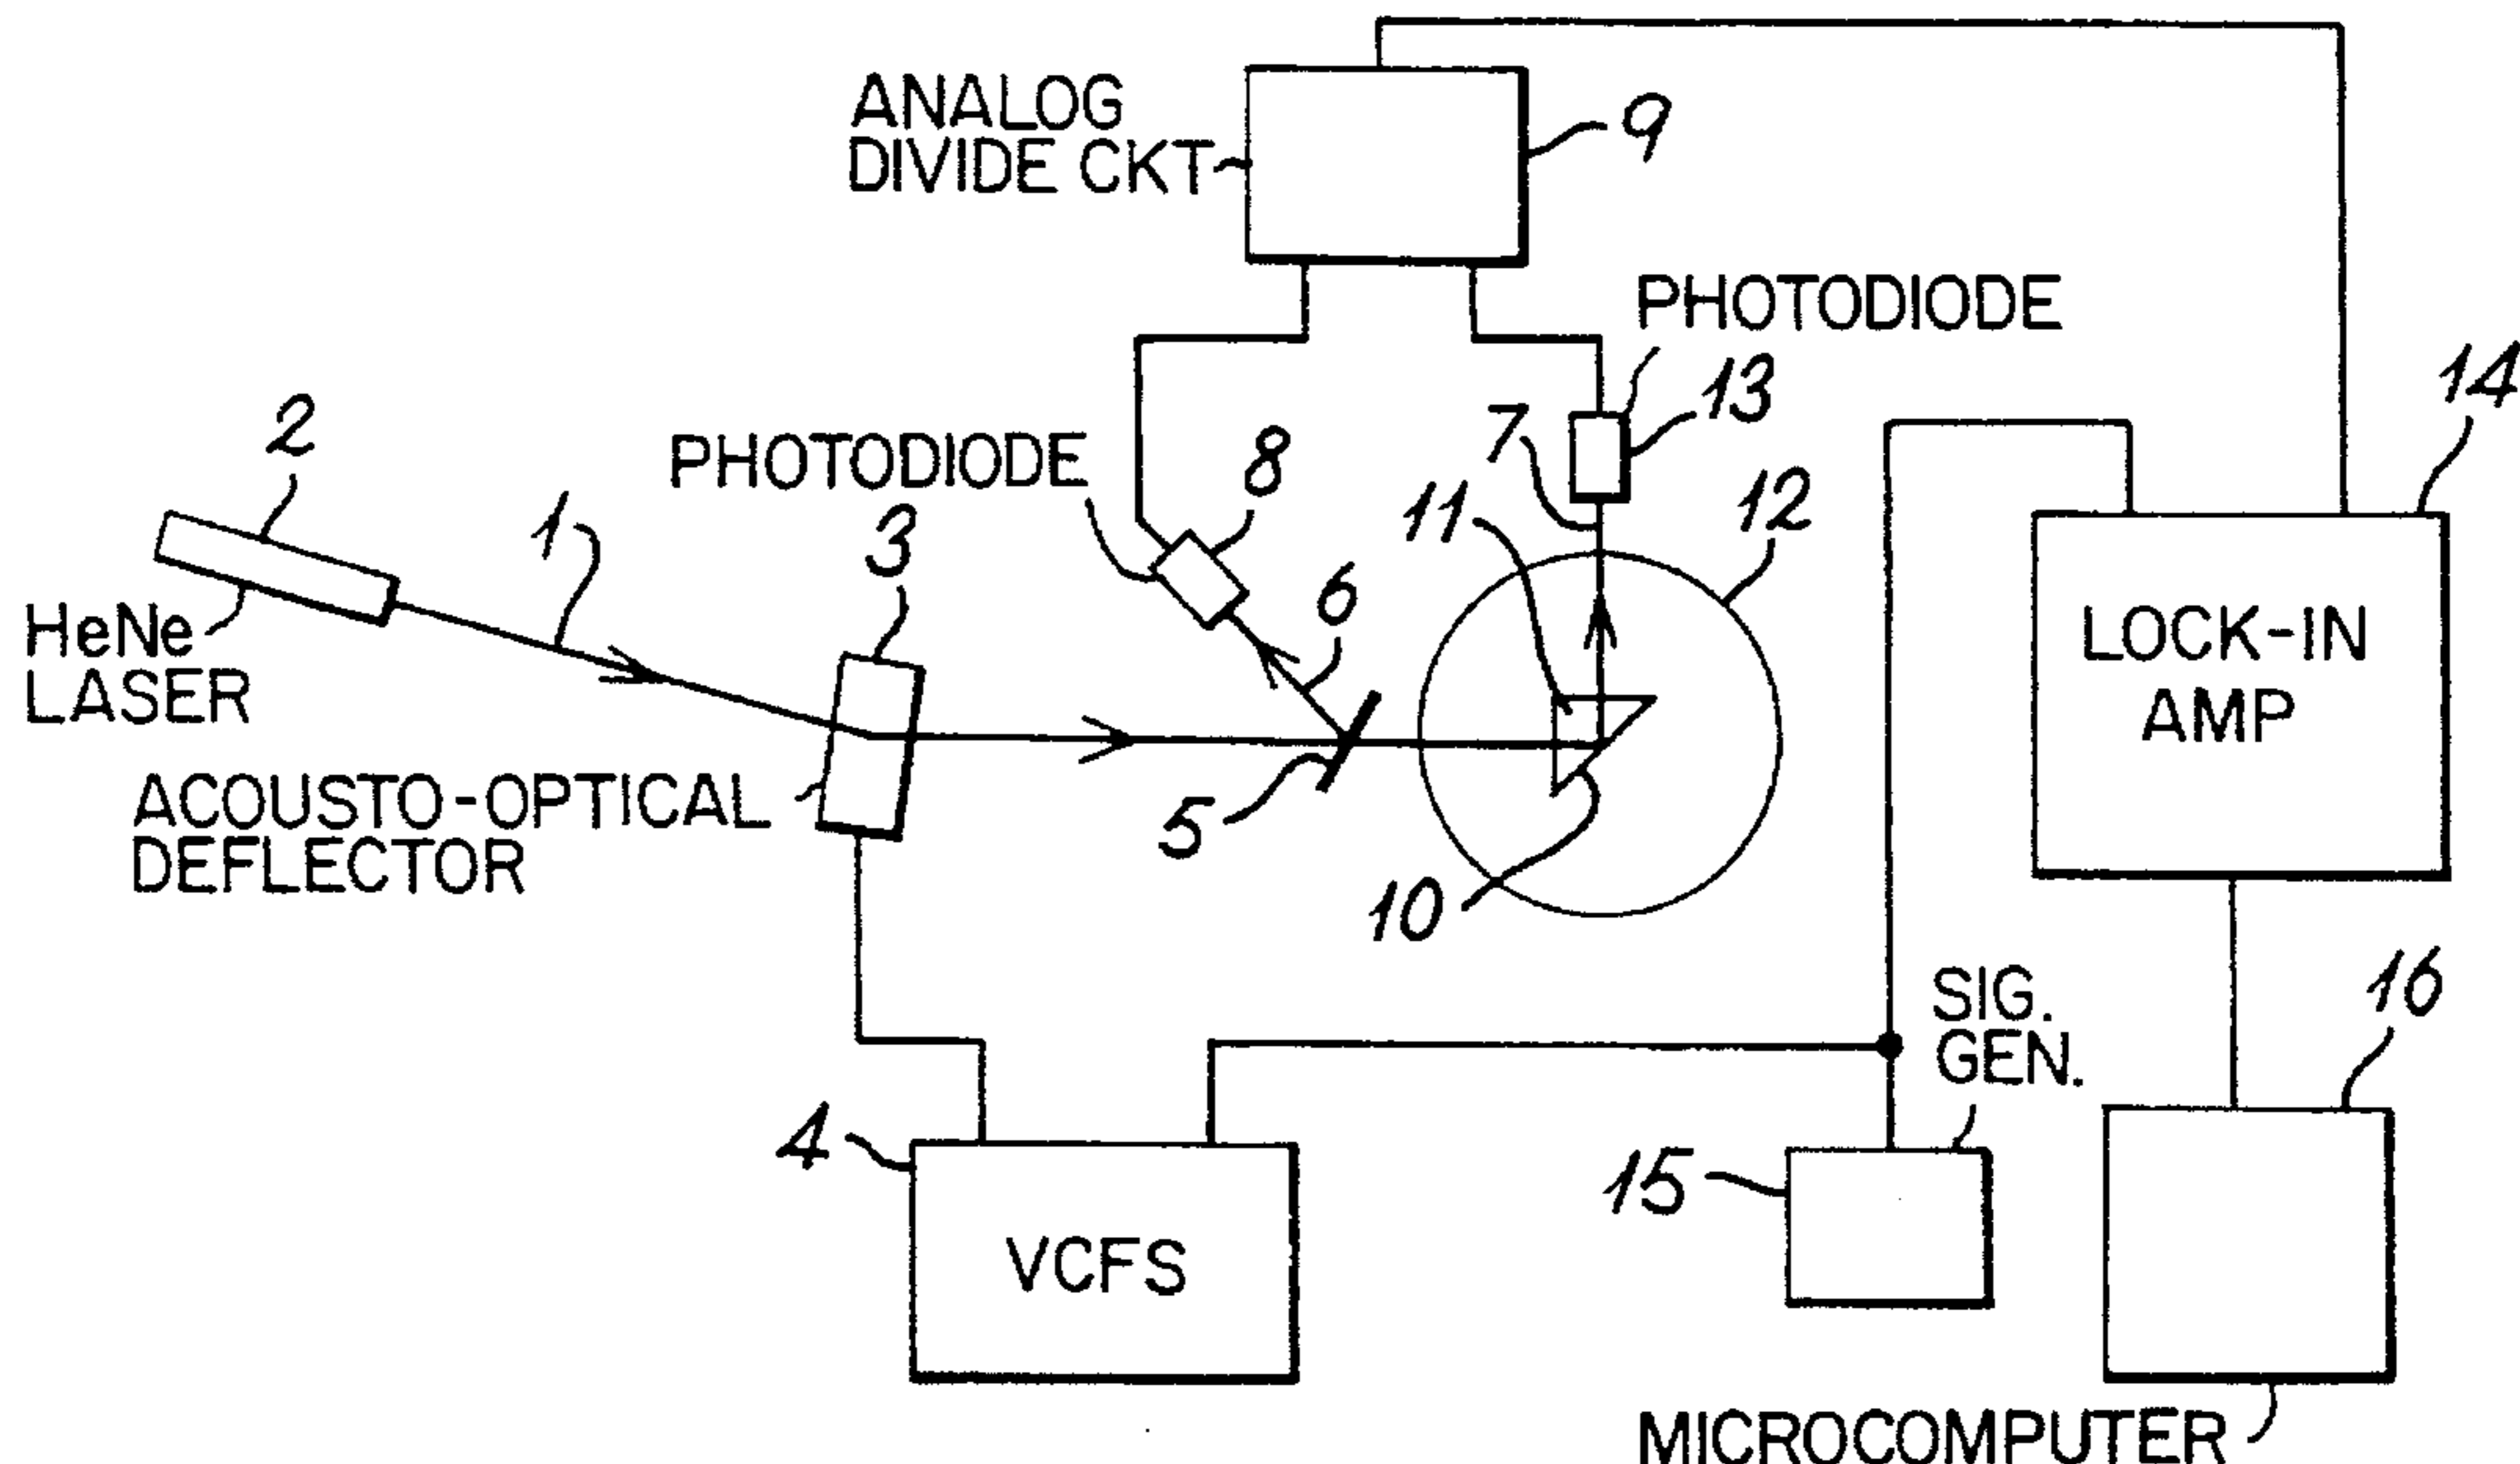 ANALOG
DIVIDE CKT
9
PHOTODIODE
13
14
2
1
PHOTODIODE
8
7
3
11
12
6
HeNe
LASER
LOCK-IN
AMP
ACOUSTO-OPTICAL
DEFLECTOR
5
10
SIG.
GEN.
16
4
15
VCFS
MICROCOMPUTER